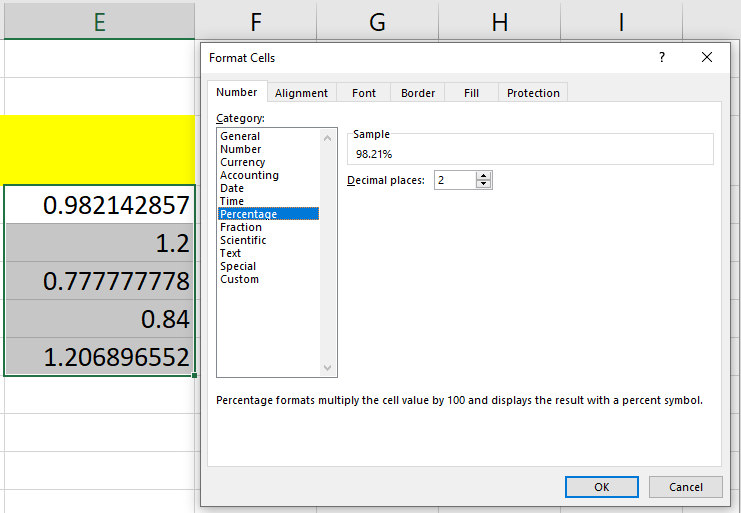 E F G H I
Format Cells ? ×
Number Alignment Font Border Fill Protection
Category:
General
Number
Currency
Accounting
Date
Time
Percentage
Fraction
Scientific
Text
Special
Custom
Sample
98.21%
Decimal places: 2
0.982142857
1.2
0.777777778
0.84
1.206896552
Percentage formats multiply the cell value by 100 and displays the result with a percent symbol.
OK Cancel